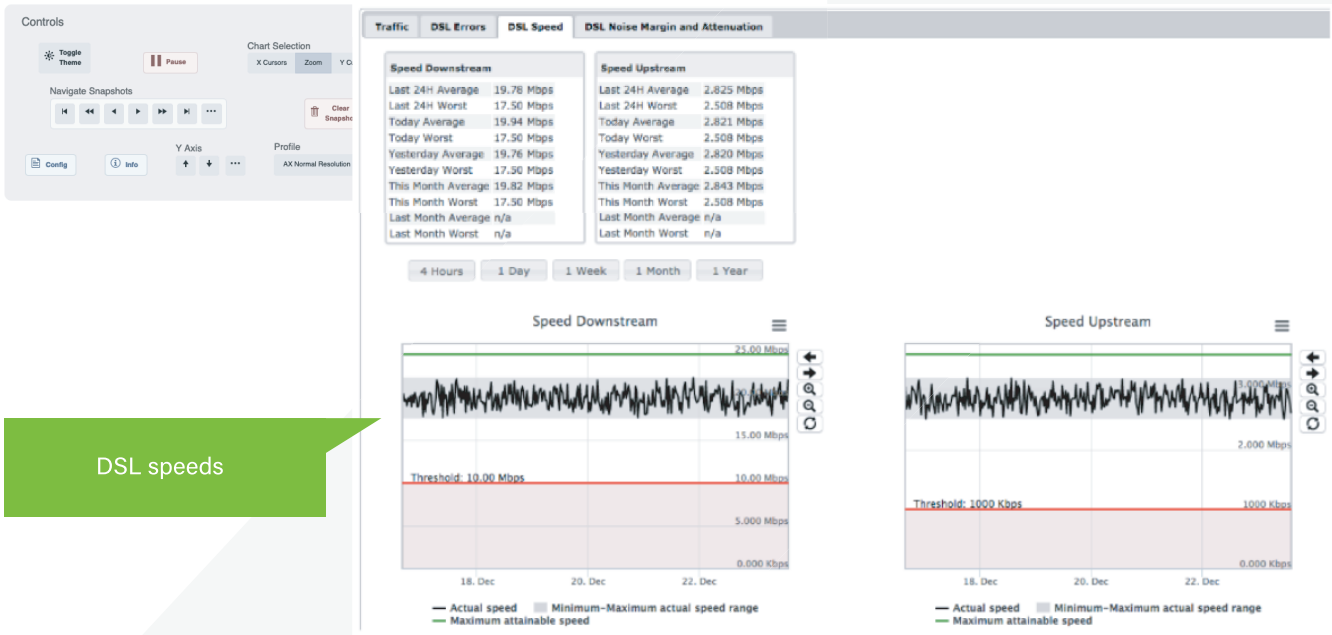 Controls
Toggle Theme
Pause
Chart Selection
X Cursors Zoom
Navigate Snapshots
Clear
Y Axis
Profile
Config
Info
AX Normal Resolution
DSL speeds
Traffic DSL Errors DSL Speed DSL Noise Margin and Attenuation
Speed Downstream
Last 24H Average 19.78 Mbps
Last 24H Worst 17.50 Mbps
Today Average 19.94 Mbps
Today Worst 17.50 Mbps
Yesterday Average 19.76 Mbps
Yesterday Worst 17.50 Mbps
This Month Average 19.82 Mbps
This Month Worst 17.50 Mbps
Last Month Average n/a
Last Month Worst n/a
Speed Upstream
Last 24H Average 2.825 Mbps
Last 24H Worst 2.508 Mbps
Today Average 2.821 Mbps
Today Worst 2.508 Mbps
Yesterday Average 2.820 Mbps
Yesterday Worst 2.508 Mbps
This Month Average 2.843 Mbps
This Month Worst 2.508 Mbps
Last Month Average n/a
Last Month Worst n/a
4 Hours 1 Day 1 Week 1 Month 1 Year
Speed Downstream
25.00 Mbps
15.00 Mbps
Threshold: 10.00 Mbps
10.00 Mbps
5.000 Mbps
0.000 Kbps
18. Dec 20. Dec 22. Dec
Actual speed Minimum-Maximum actual speed range
Maximum attainable speed
Speed Upstream
3.000 Mbps
2.000 Mbps
Threshold: 1000 Kbps
1000 Kbps
0.000 Kbps
18. Dec 20. Dec 22. Dec
Actual speed Minimum-Maximum actual speed range
Maximum attainable speed